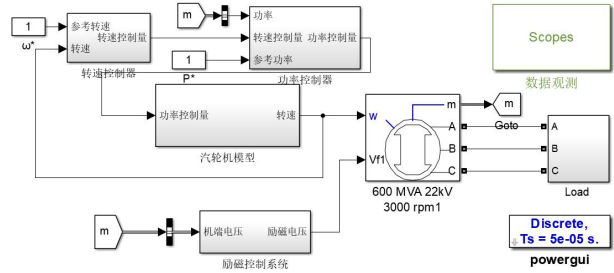 1
ω*
参考转速
转速
转速控制量
转速控制器
m
1
P*
功率
转速控制量
参考功率
功率控制量
功率控制器
Scopes
数据观测
功率控制量
转速
汽轮机模型
w
Vf1
m
A
B
C
600 MVA 22kV
3000 rpm1
m
Goto
A
B
C
Load
m
机端电压
励磁电压
励磁控制系统
Discrete,
Ts = 5e-05 s.
powergui